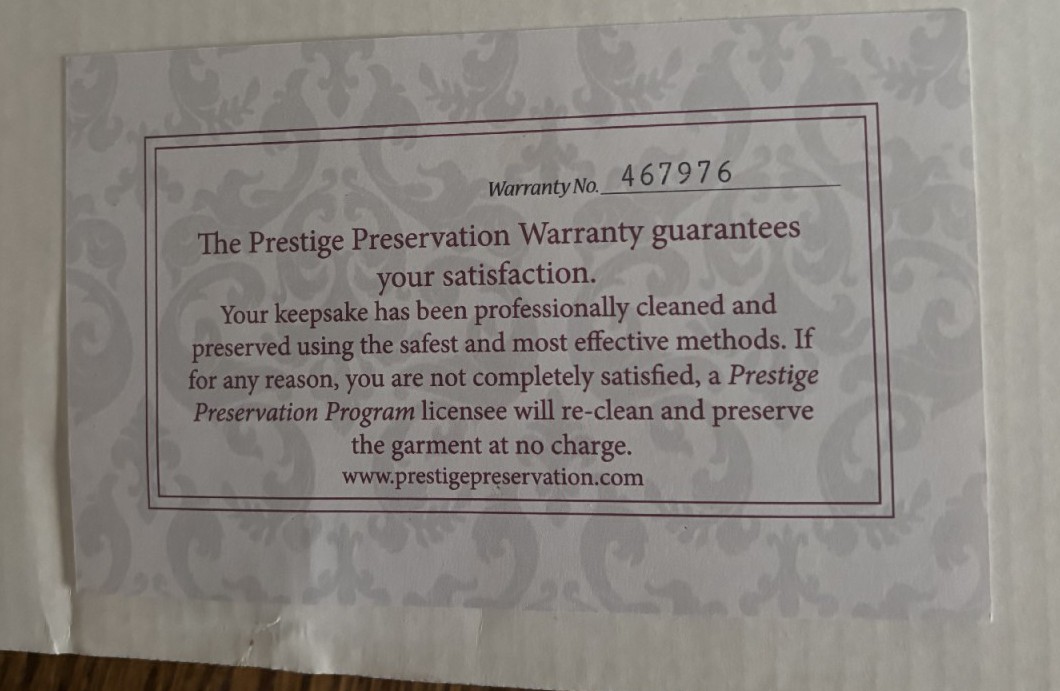 Warranty No. 467976
The Prestige Preservation Warranty guarantees
your satisfaction.
Your keepsake has been professionally cleaned and
preserved using the safest and most effective methods. If
for any reason, you are not completely satisfied, a Prestige
Preservation Program licensee will re-clean and preserve
the garment at no charge.
www.prestigepreservation.com